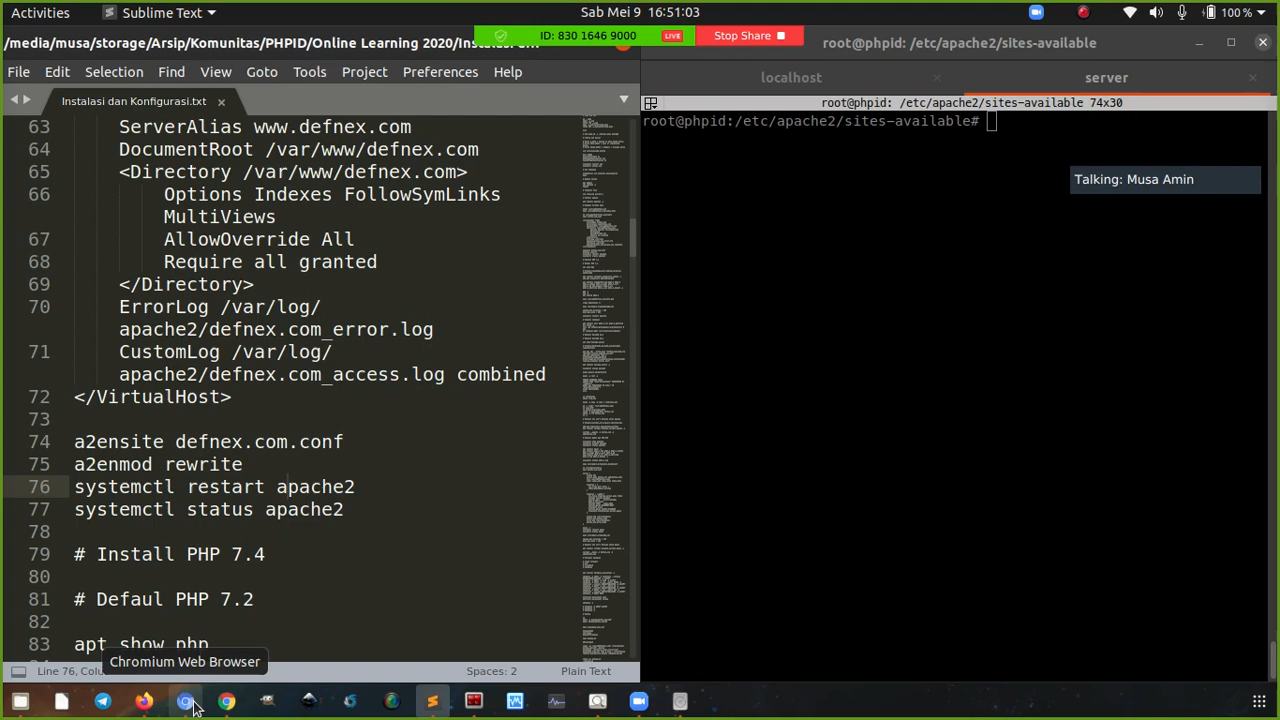 Activities
Sublime Text
Sab Mei 9 16:51:03
100 %
/media/musa/storage/Arsip/Komunitas/PHPID/Online Learning 2020/
ID: 830 1646 9000
LIVE
Stop Share
root@phpid: /etc/apache2/sites-available
File Edit Selection Find View Goto Tools Project Preferences Help
localhost
server
Instalasi dan Konfigurasi.txt
root@phpid: /etc/apache2/sites-available 74x30
root@phpid:/etc/apache2/sites-available#
Talking: Musa Amin
63 ServerAlias www.defnex.com
64 DocumentRoot /var/www/defnex.com
65 <Directory /var/www/defnex.com>
66 Options Indexes FollowSymLinks
MultiViews
67 AllowOverride All
68 Require all granted
69 </Directory>
70 ErrorLog /var/log/
apache2/defnex.com_error.log
71 CustomLog /var/log/
apache2/defnex.com_access.log combined
72 </VirtualHost>
73
74 a2ensite defnex.com.conf
75 a2enmod rewrite
76 systemctl restart apache2
77 systemctl status apache2
78
79 # Install PHP 7.4
80
81 # Defaul PHP 7.2
82
83 apt show php
Chromium Web Browser
Line 76,
Spaces: 2
Plain Text